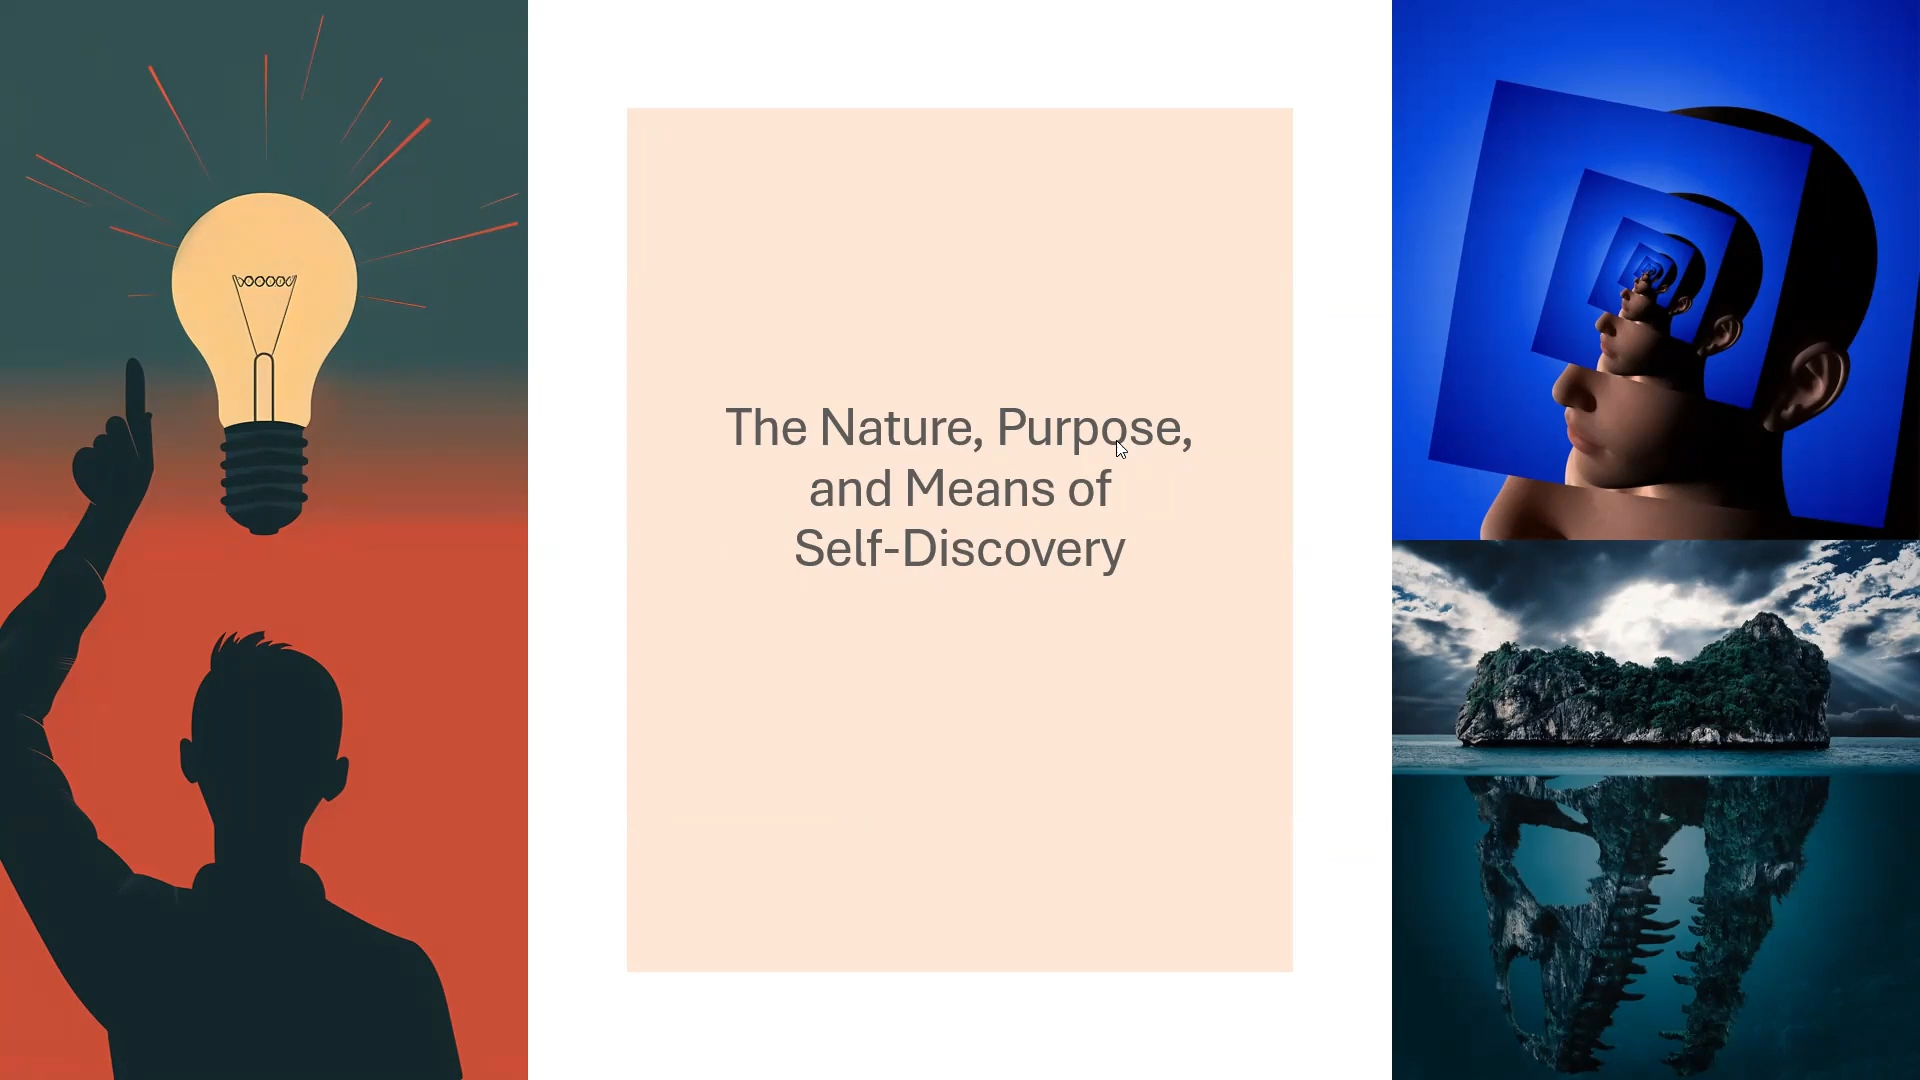 The Nature, Purpose,
and Means of
Self-Discovery